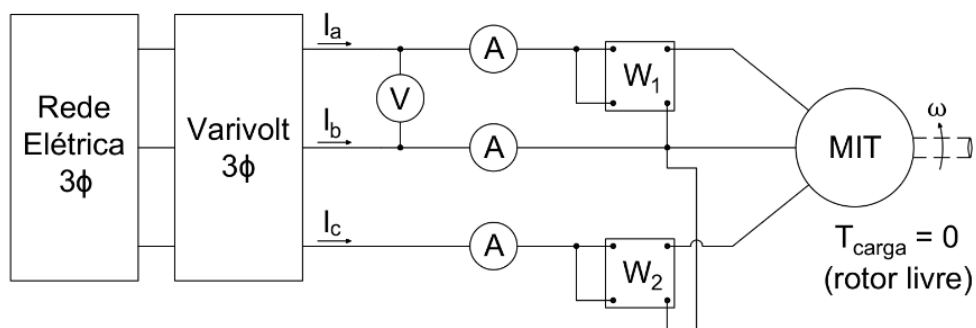 Rede
Elétrica
3ϕ
Varivolt
3ϕ
Ia
Ib
Ic
V
A
A
A
W1
W2
MIT
ω
Tcarga = 0
(rotor livre)